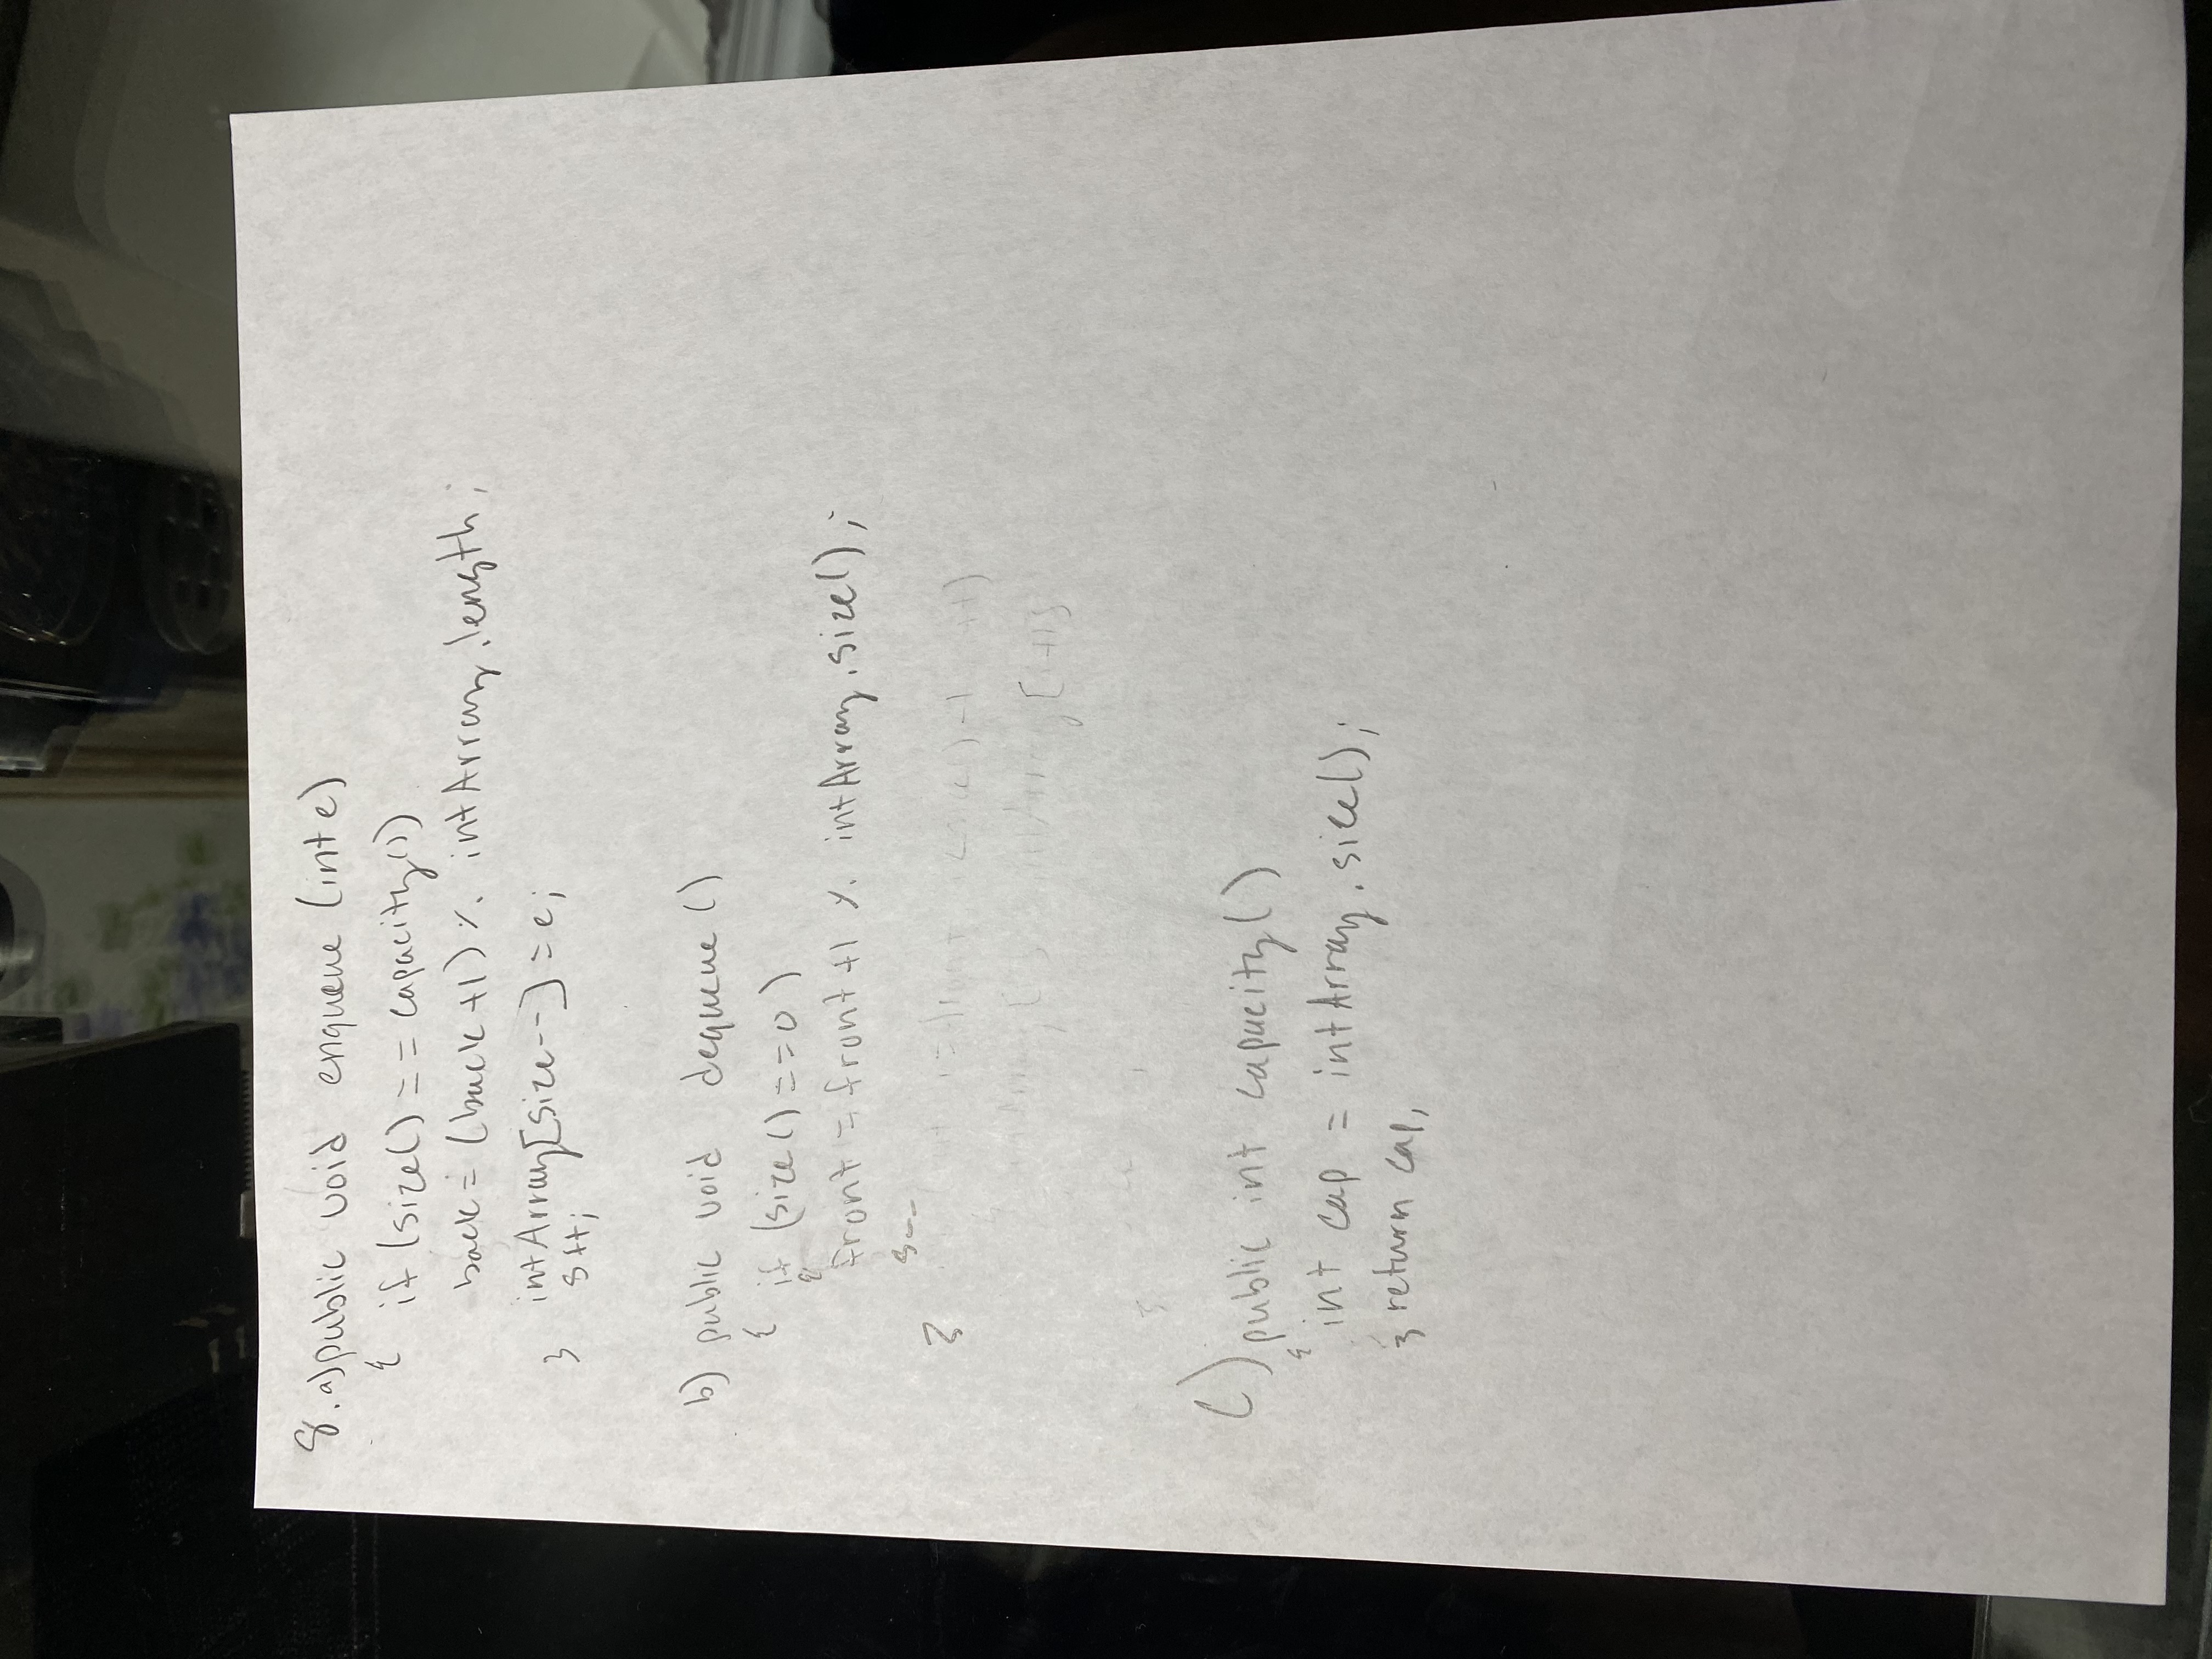 8. a) public void enqueue (int e)
{ if (size() == capacity())
back = (back +1) % intArray.length;
intArray[size--] = e;
} s++;
b) public void dequeue ()
{ if (size() == 0)
{
front = front +1 % intArray.size();
s--
}
[i+1]
c) public int capacity()
{
int cap = intArray.size();
} return cap,